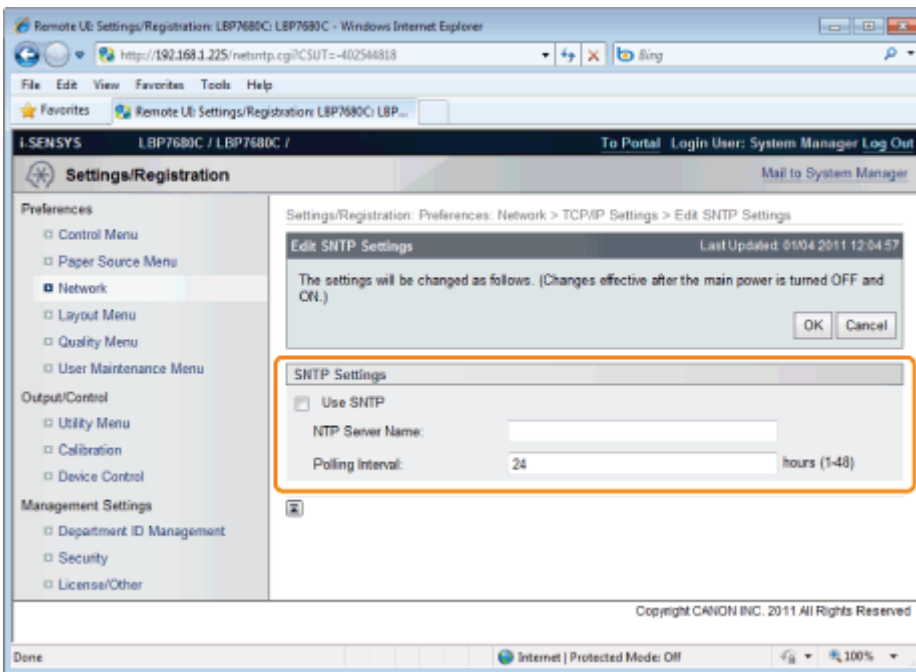 Remote UI: Settings/Registration: LBP7680C: LBP7680C - Windows Internet Explorer
http://192.168.1.225/netsntp.cgi?CSUT=-402544818
Bing
File Edit View Favorites Tools Help
Favorites
Remote UI: Settings/Registration: LBP7680C: LBP...
i-SENSYS LBP7680C / LBP7680C / To Portal Login User: System Manager Log Out
Settings/Registration Mail to System Manager
Preferences
Control Menu
Paper Source Menu
Network
Layout Menu
Quality Menu
User Maintenance Menu
Output/Control
Utility Menu
Calibration
Device Control
Management Settings
Department ID Management
Security
License/Other
Settings/Registration: Preferences: Network > TCP/IP Settings > Edit SNTP Settings
Edit SNTP Settings Last Updated: 01/04 2011 12:04:57
The settings will be changed as follows. (Changes effective after the main power is turned OFF and
ON.)
OK Cancel
SNTP Settings
Use SNTP
NTP Server Name:
Polling Interval: 24 hours (1-48)
Copyright CANON INC. 2011 All Rights Reserved
Done Internet | Protected Mode: Off 100%